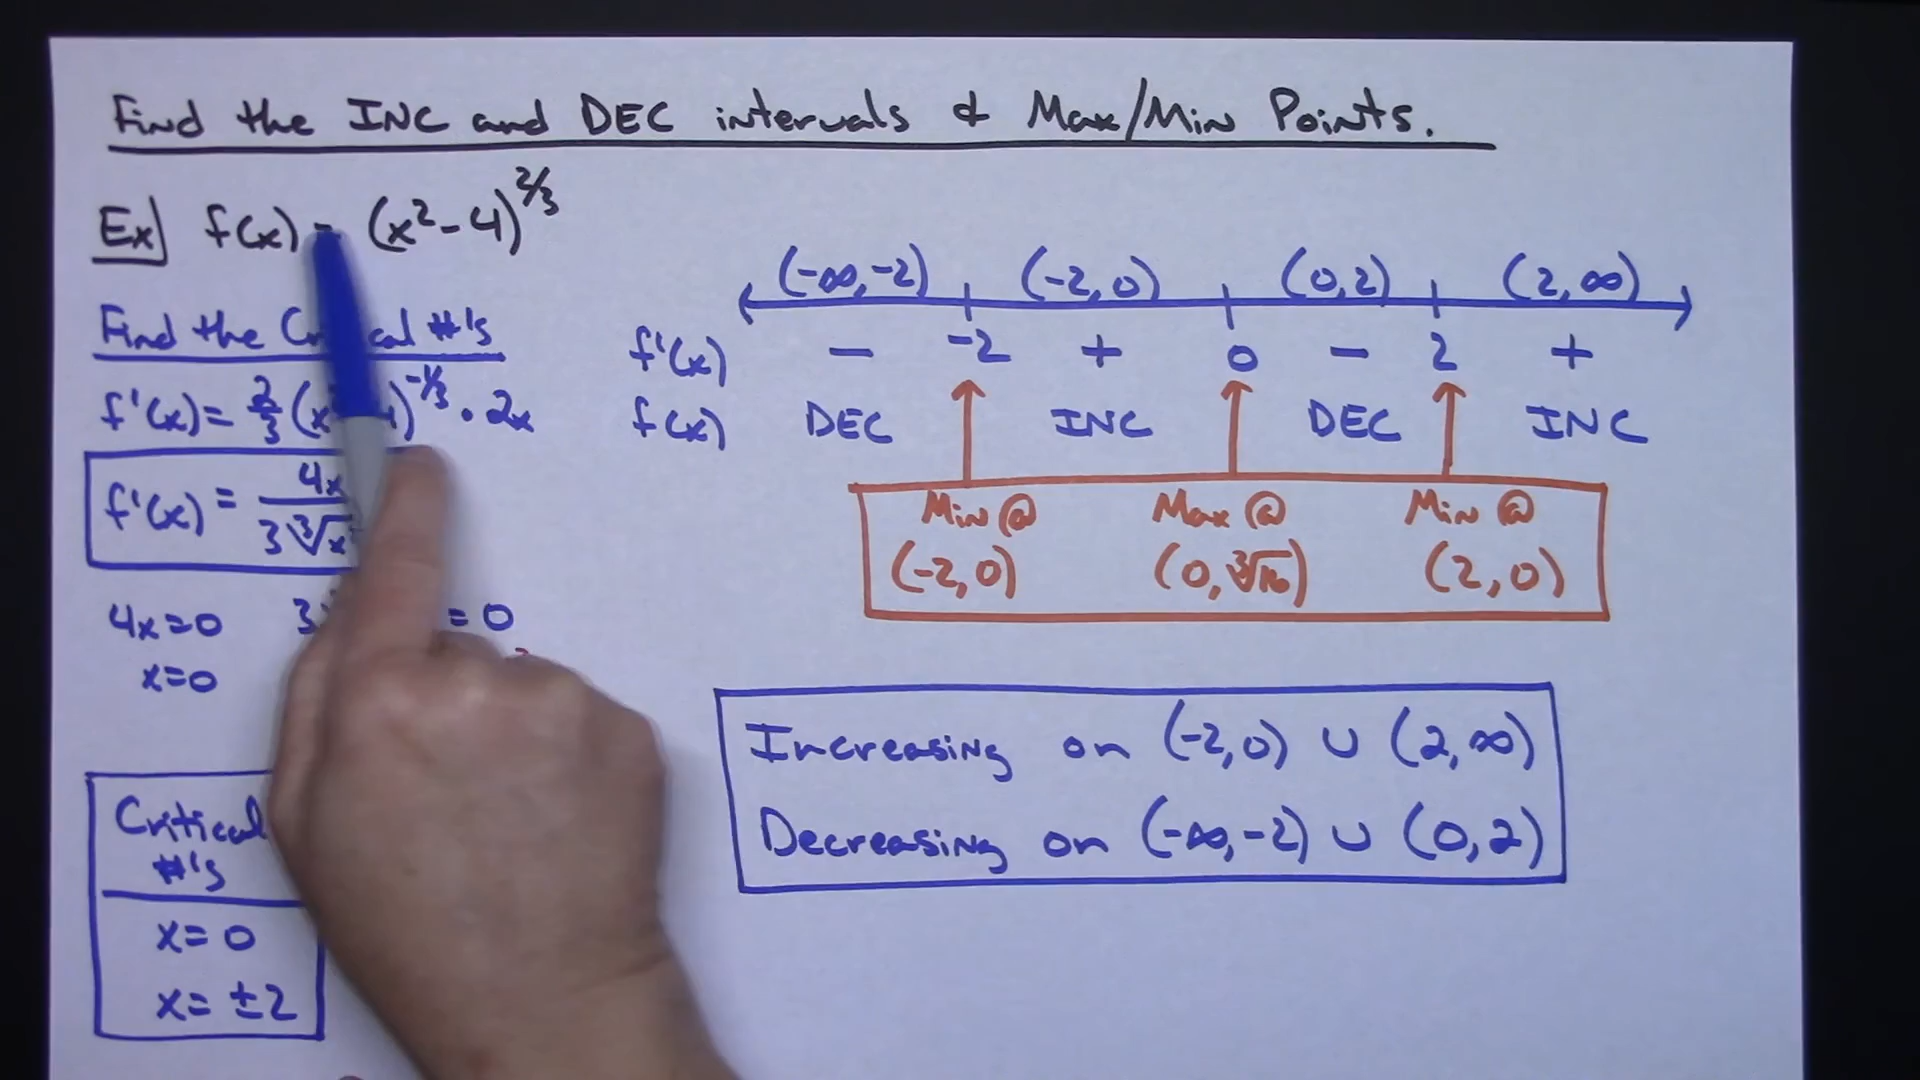 Find the INC and DEC intervals & Max/Min Points.
Ex f(x) = (x²-4)^2/3
Find the #'s
f'(x) = 2/3 (x )^-1/3 · 2x
f'(x) = 4x
3∛x
4x=0 3 = 0
x=0
Critical
#'s
x= 0
x= ±2
(-∞,-2) (-2,0) (0,2) (2,∞)
f'(x) − -2 + 0 − 2 +
f(x) DEC INC DEC INC
Min @ Max @ Min @
(-2,0) (0,∛16) (2,0)
Increasing on (-2,0) ∪ (2,∞)
Decreasing on (-∞,-2) ∪ (0,2)